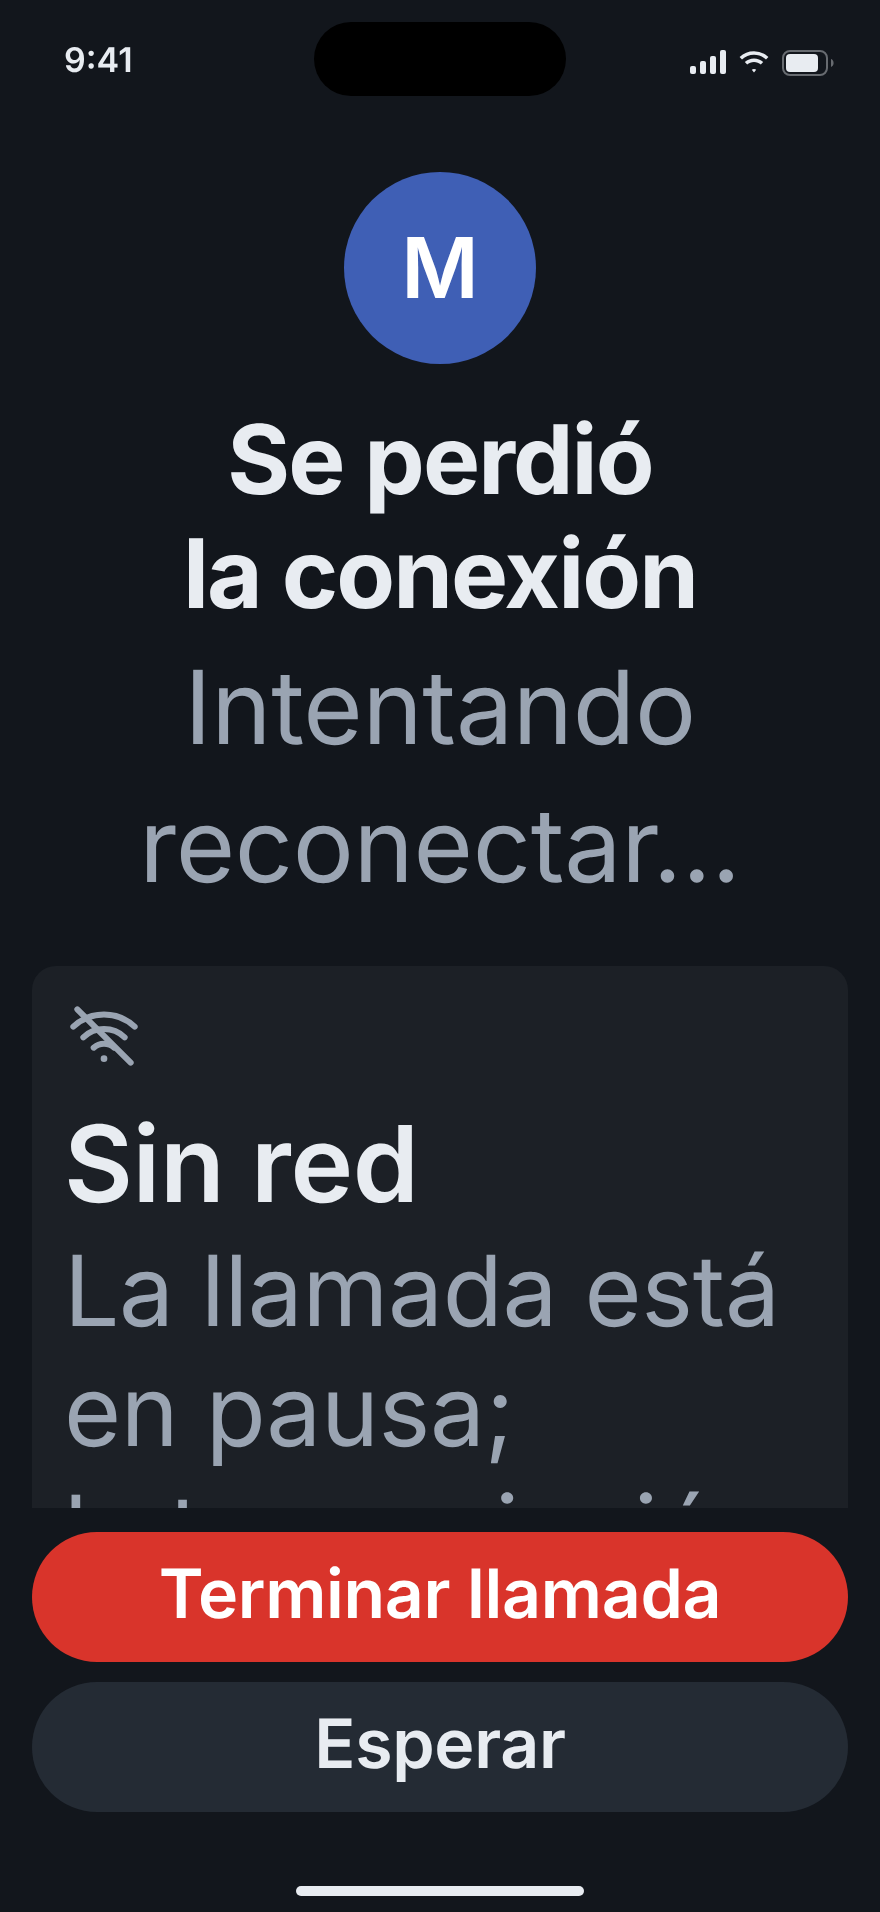 9:41
M
Se perdió
la conexión
Intentando
reconectar...
Sin red
La llamada está
en pausa;
Terminar llamada
Esperar